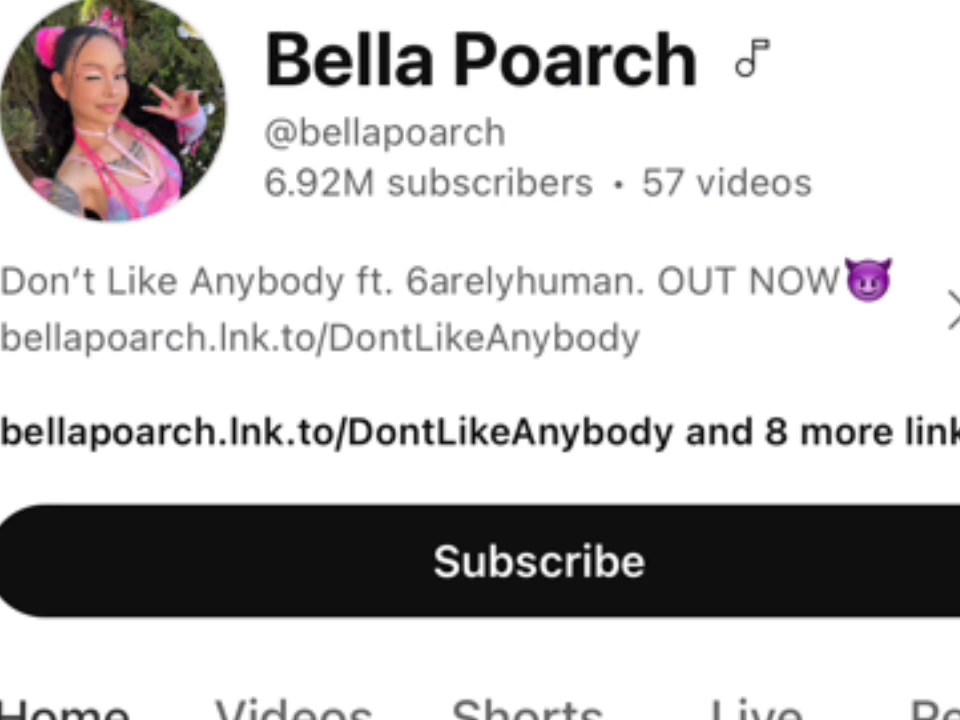 Bella Poarch
@bellapoarch
6.92M subscribers • 57 videos
Don’t Like Anybody ft. 6arelyhuman. OUT NOW😈
bellapoarch.lnk.to/DontLikeAnybody
bellapoarch.lnk.to/DontLikeAnybody and 8 more link
Subscribe
Home Videos Shorts Live